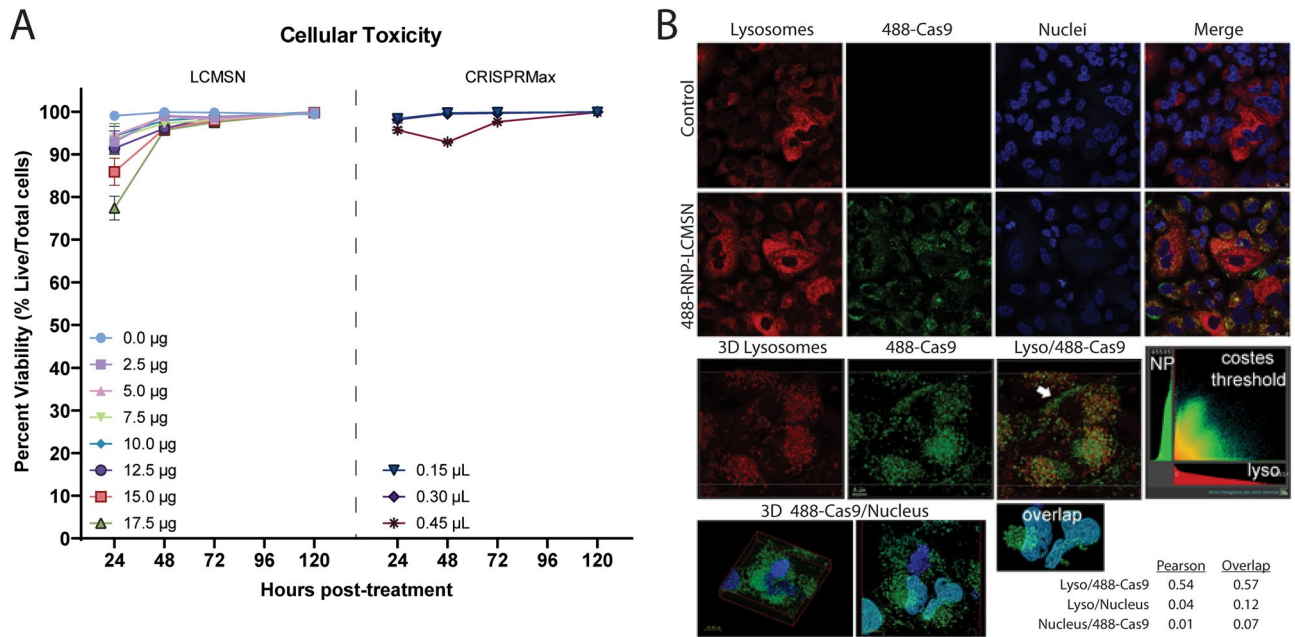 A
Cellular Toxicity
LCMSN
CRISPRMax
Percent Viability (% Live/Total cells)
100
90
80
70
60
50
40
30
20
10
0
0.0 µg
2.5 µg
5.0 µg
7.5 µg
10.0 µg
12.5 µg
15.0 µg
17.5 µg
0.15 µL
0.30 µL
0.45 µL
24 48 72 96 120
24 48 72 96 120
Hours post-treatment
B
Lysosomes 488-Cas9 Nuclei Merge
Control
488-RNP-LCMSN
3D Lysosomes 488-Cas9 Lyso/488-Cas9
NP
costes
threshold
lyso
3D 488-Cas9/Nucleus
overlap
Pearson Overlap
Lyso/488-Cas9 0.54 0.57
Lyso/Nucleus 0.04 0.12
Nucleus/488-Cas9 0.01 0.07